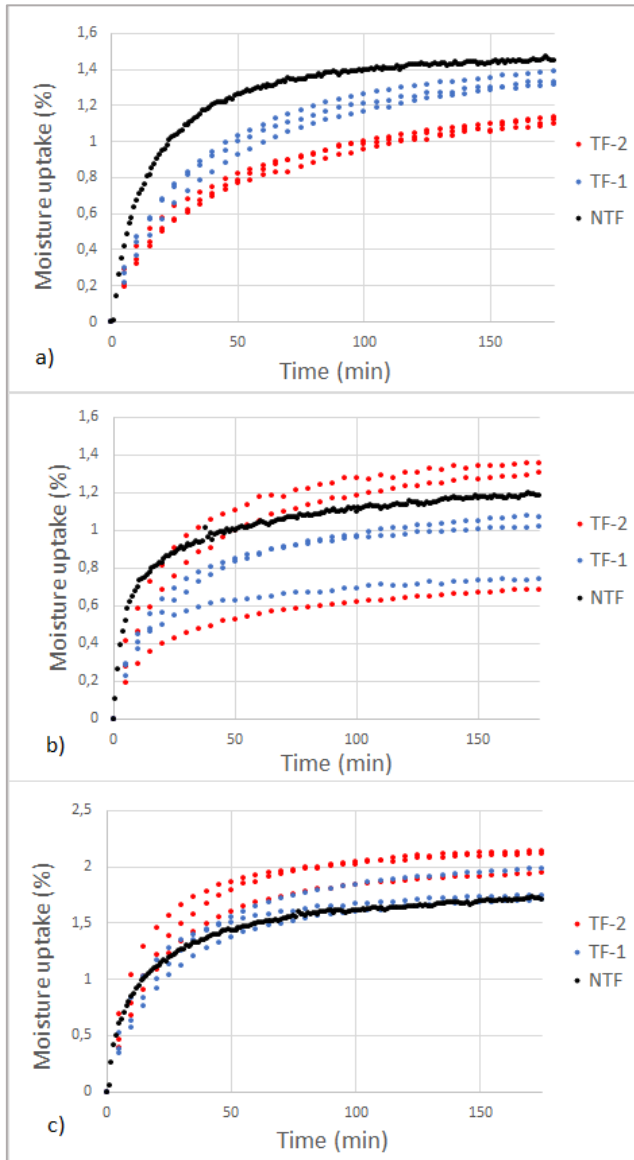 1,6
1,4
1,2
1
0,8
0,6
0,4
0,2
0
Moisture uptake (%)
0 50 100 150
Time (min)
TF-2
TF-1
NTF
a)
1,6
1,4
1,2
1
0,8
0,6
0,4
0,2
0
Moisture uptake (%)
0 50 100 150
Time (min)
TF-2
TF-1
NTF
b)
2,5
2
1,5
1
0,5
0
Moisture uptake (%)
0 50 100 150
Time (min)
TF-2
TF-1
NTF
c)